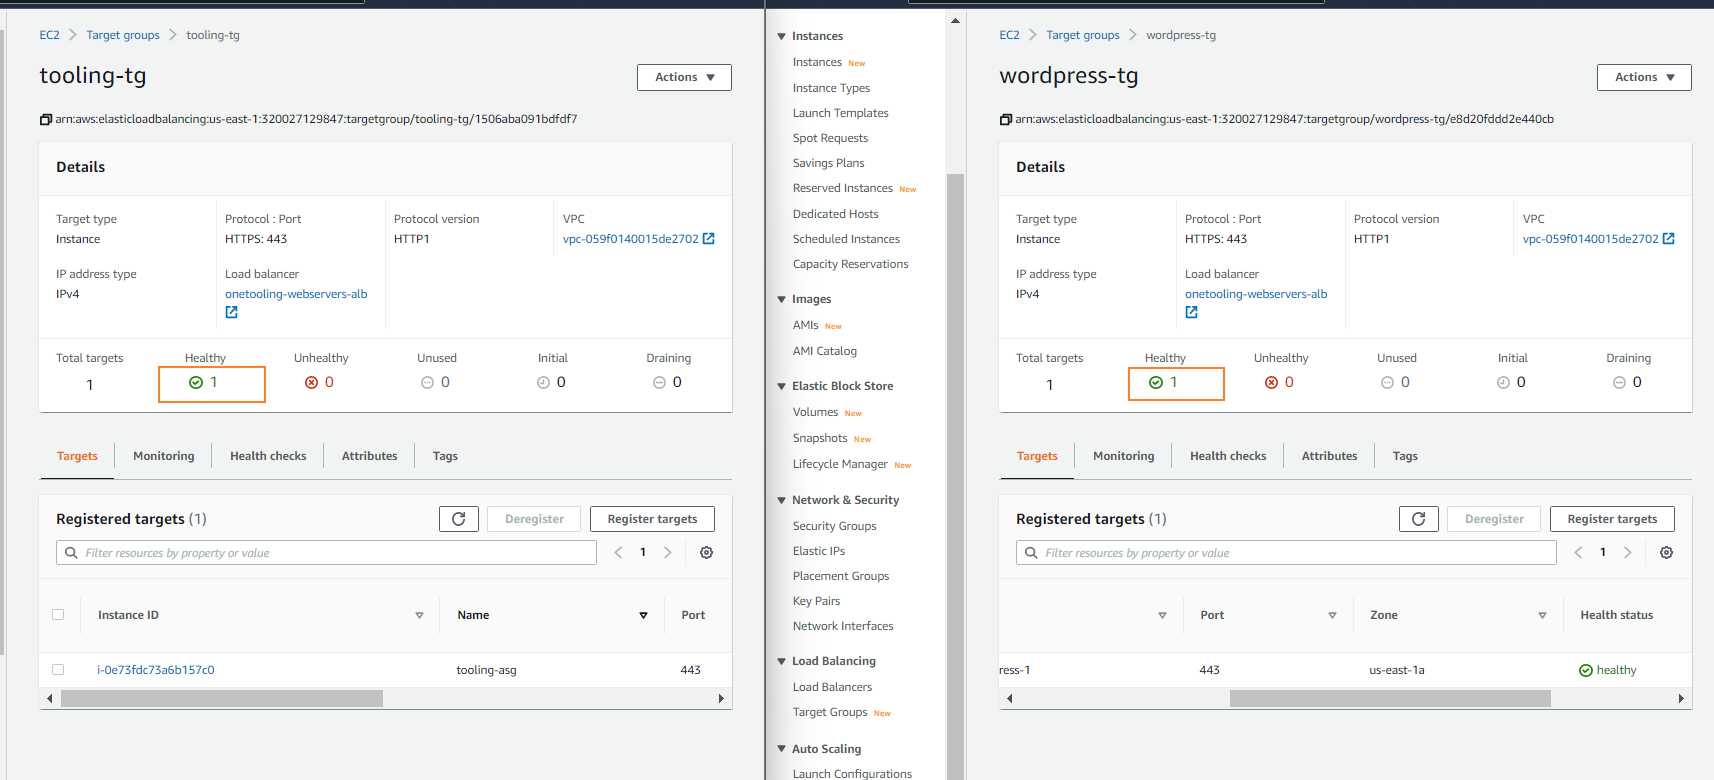 EC2 > Target groups > tooling-tg
tooling-tg
Actions
arn:aws:elasticloadbalancing:us-east-1:320027129847:targetgroup/tooling-tg/1506aba091bdfdf7
Details
Target type
Instance
Protocol : Port
HTTPS: 443
Protocol version
HTTP1
VPC
vpc-059f0140015de2702
IP address type
IPv4
Load balancer
onetooling-webservers-alb
Total targets
1
Healthy
1
Unhealthy
0
Unused
0
Initial
0
Draining
0
Targets
Monitoring
Health checks
Attributes
Tags
Registered targets (1)
Deregister
Register targets
Filter resources by property or value
1
Instance ID
Name
Port
i-0e73fdc73a6b157c0
tooling-asg
443
Instances
Instances New
Instance Types
Launch Templates
Spot Requests
Savings Plans
Reserved Instances New
Dedicated Hosts
Scheduled Instances
Capacity Reservations
Images
AMIs New
AMI Catalog
Elastic Block Store
Volumes New
Snapshots New
Lifecycle Manager New
Network & Security
Security Groups
Elastic IPs
Placement Groups
Key Pairs
Network Interfaces
Load Balancing
Load Balancers
Target Groups New
Auto Scaling
Launch Configurations
EC2 > Target groups > wordpress-tg
wordpress-tg
Actions
arn:aws:elasticloadbalancing:us-east-1:320027129847:targetgroup/wordpress-tg/e8d20fddd2e440cb
Details
Target type
Instance
Protocol : Port
HTTPS: 443
Protocol version
HTTP1
VPC
vpc-059f0140015de2702
IP address type
IPv4
Load balancer
onetooling-webservers-alb
Total targets
1
Healthy
1
Unhealthy
0
Unused
0
Initial
0
Draining
0
Targets
Monitoring
Health checks
Attributes
Tags
Registered targets (1)
Deregister
Register targets
Filter resources by property or value
1
Port
Zone
Health status
ress-1
443
us-east-1a
healthy